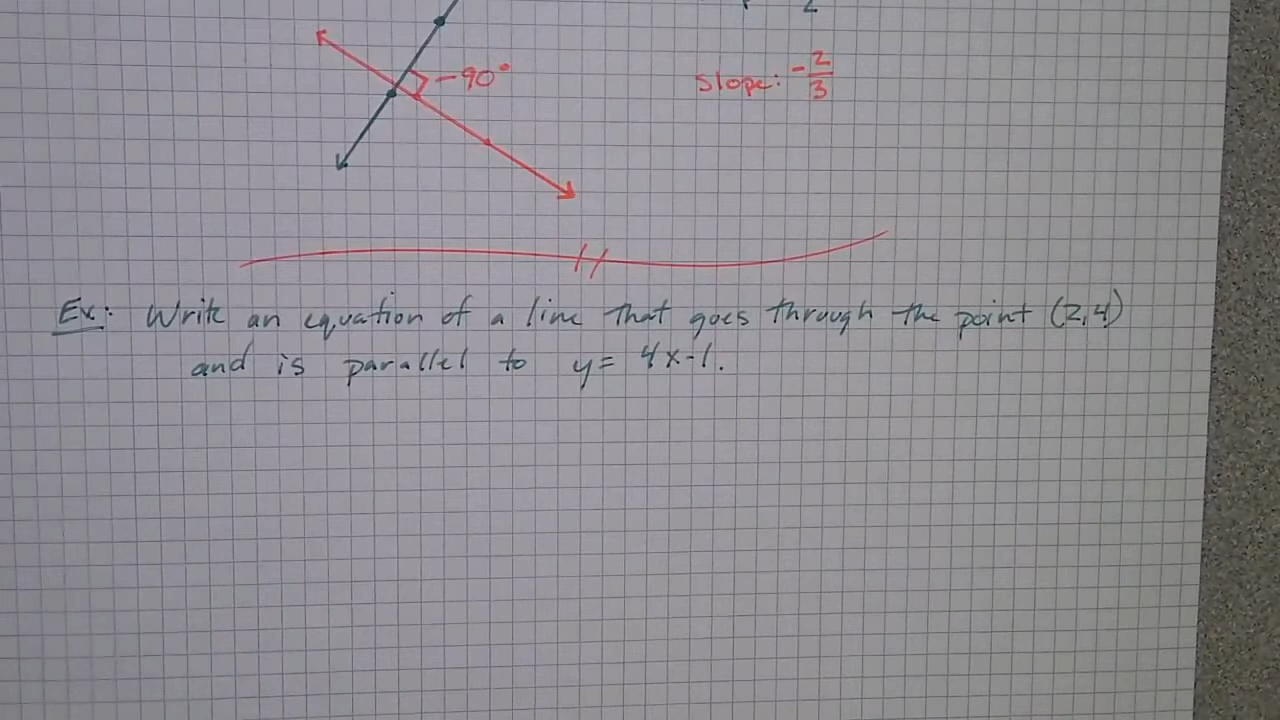 -90°
slope: -2/3
Ex: Write an equation of a line that goes through the point (2,4)
and is parallel to y= 4x-1.